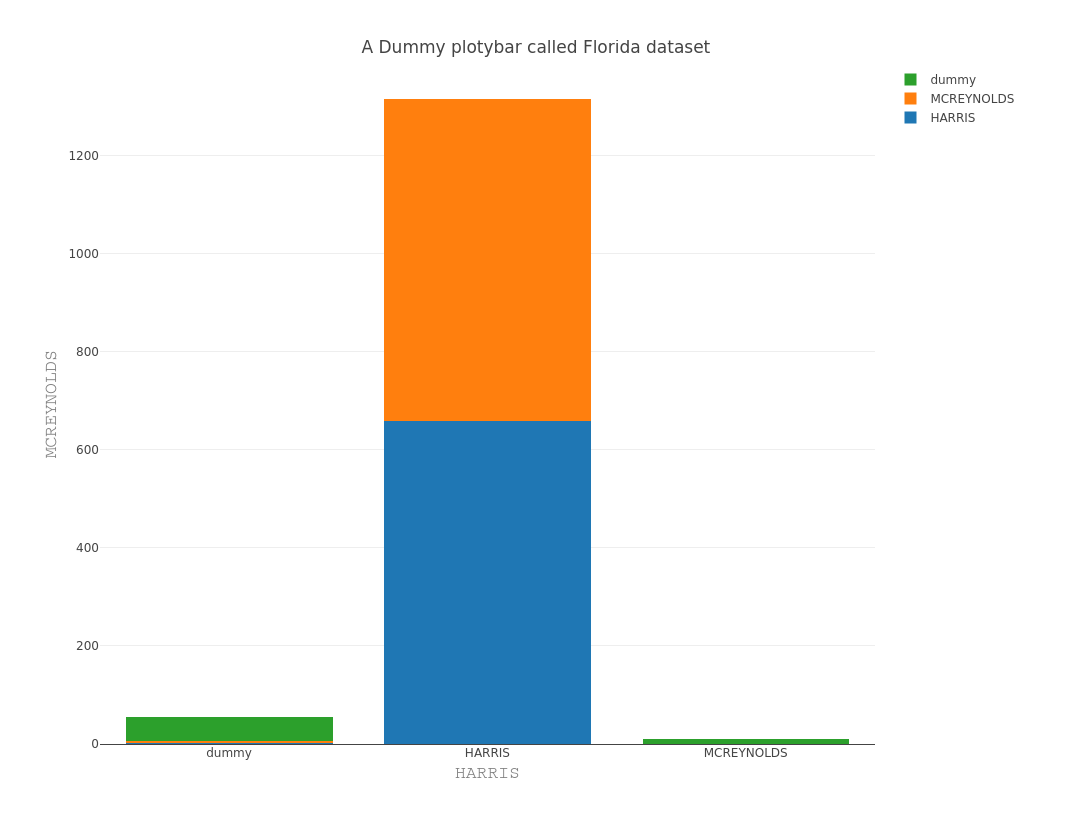 A Dummy plotybar called Florida dataset
dummy
MCREYNOLDS
HARRIS
1200
1000
800
600
400
200
0
MCREYNOLDS
dummy
HARRIS
MCREYNOLDS
HARRIS